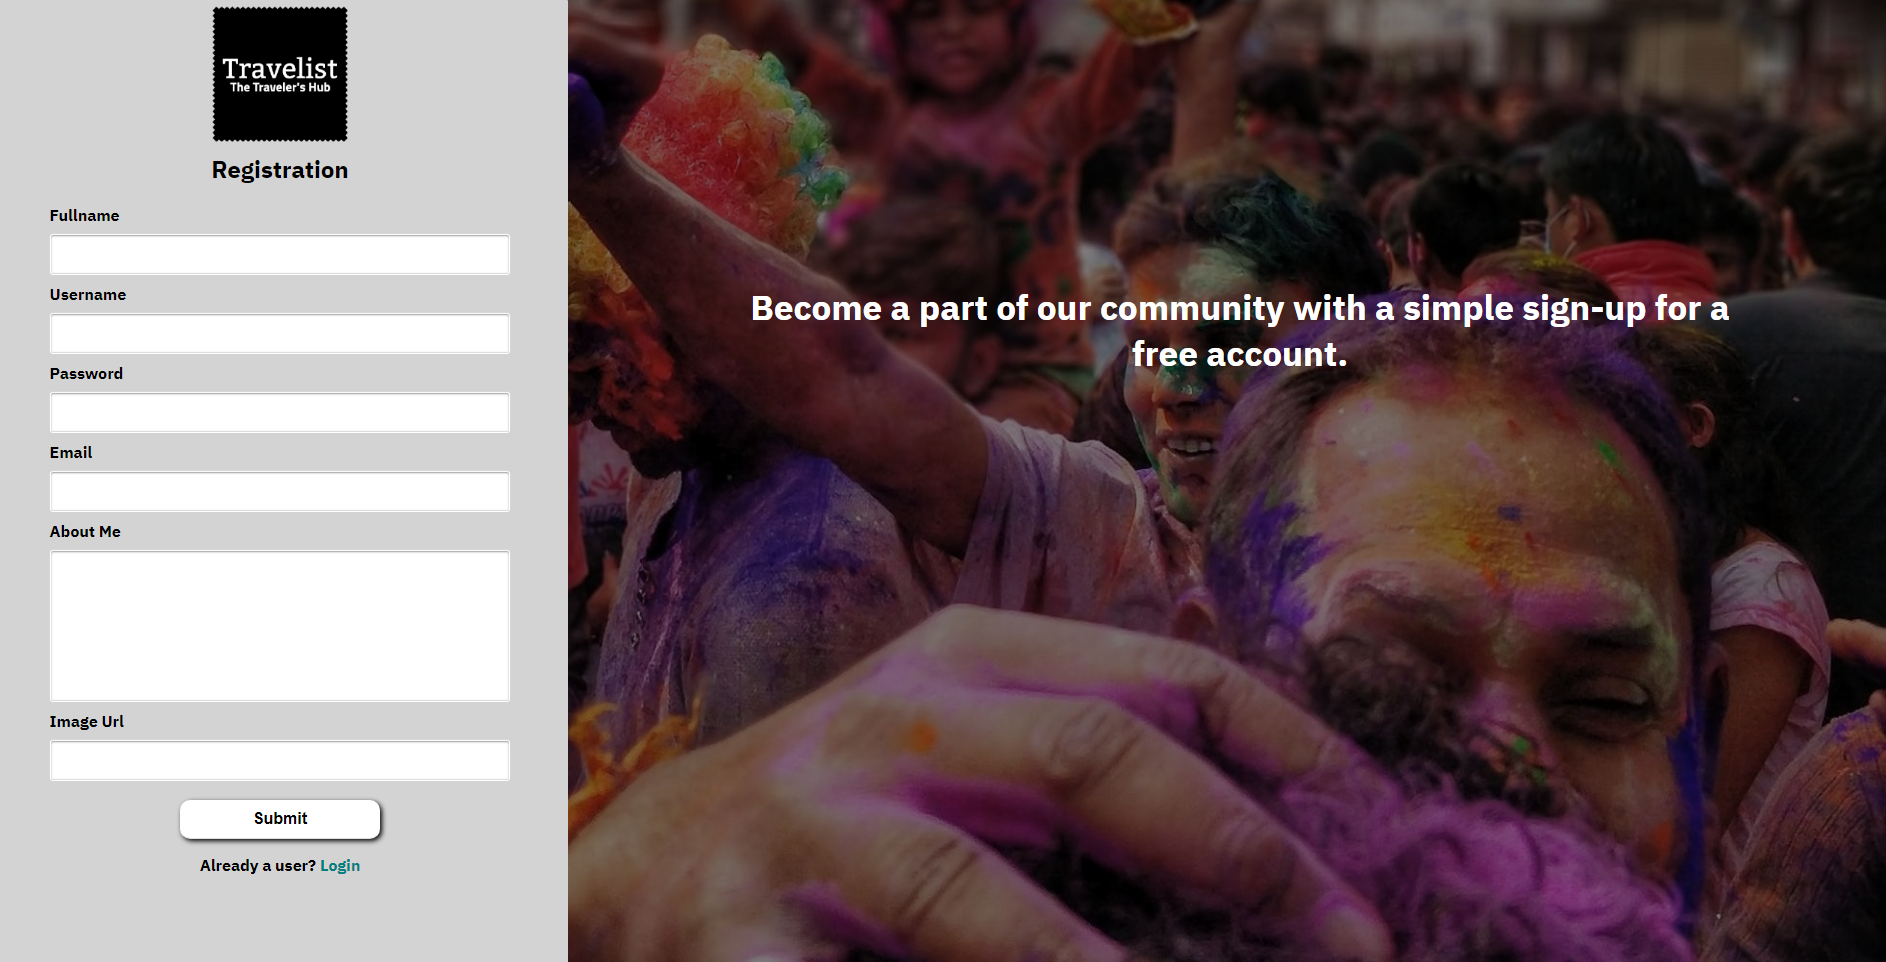 Travelist
The Traveler's Hub
Registration
Fullname
Username
Password
Email
About Me
Image Url
Submit
Already a user? Login
Become a part of our community with a simple sign-up for a
free account.